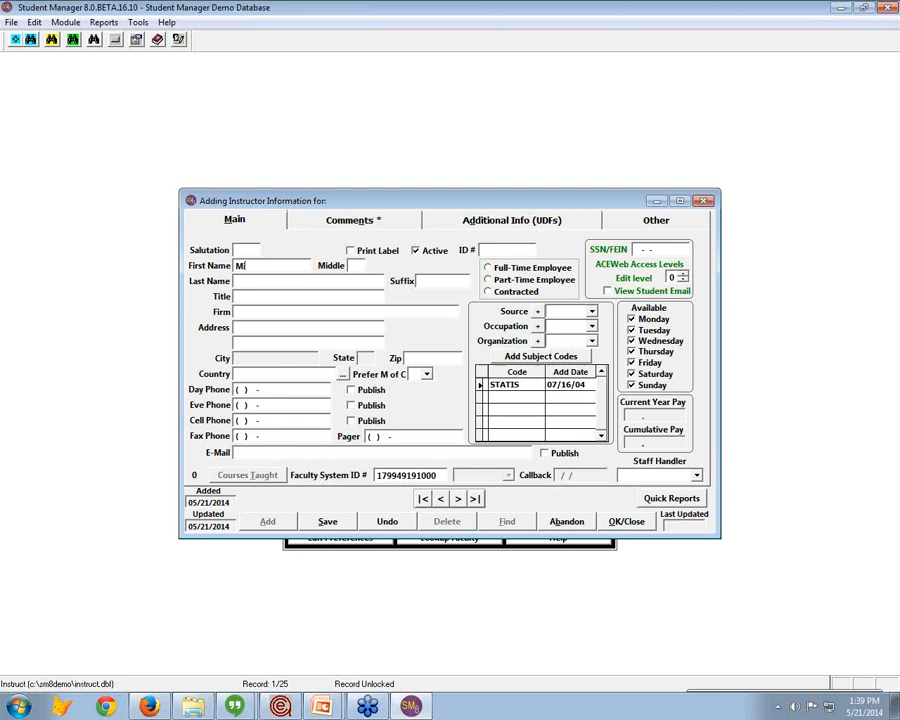 Student Manager 8.0.BETA.16.10 - Student Manager Demo Database
File Edit Module Reports Tools Help
Adding Instructor Information for:
Main Comments * Additional Info (UDFs) Other
Salutation Print Label Active ID # SSN/FEIN - -
First Name Mi Middle Full-Time Employee ACEWeb Access Levels
Last Name Suffix Part-Time Employee Edit level 0
Title Contracted View Student Email
Firm Source + Available
Address Occupation + Monday
Organization + Tuesday
Wednesday
City State Zip Add Subject Codes Thursday
Country ... Prefer M of C Code Add Date Friday
Day Phone ( ) - Publish STATIS 07/16/04 Saturday
Sunday
Eve Phone ( ) - Publish Current Year Pay
.
Cell Phone ( ) - Publish Cumulative Pay
Fax Phone ( ) - Pager ( ) - .
E-Mail Publish Staff Handler
0 Courses Taught Faculty System ID # 179949191000 Callback / /
Added |< < > >| Quick Reports
05/21/2014
Updated Add Save Undo Delete Find Abandon OK/Close Last Updated
05/21/2014
Instruct (c:\sm8demo\instruct.dbf) Record: 1/25 Record Unlocked
SM8
1:39 PM
5/21/2014